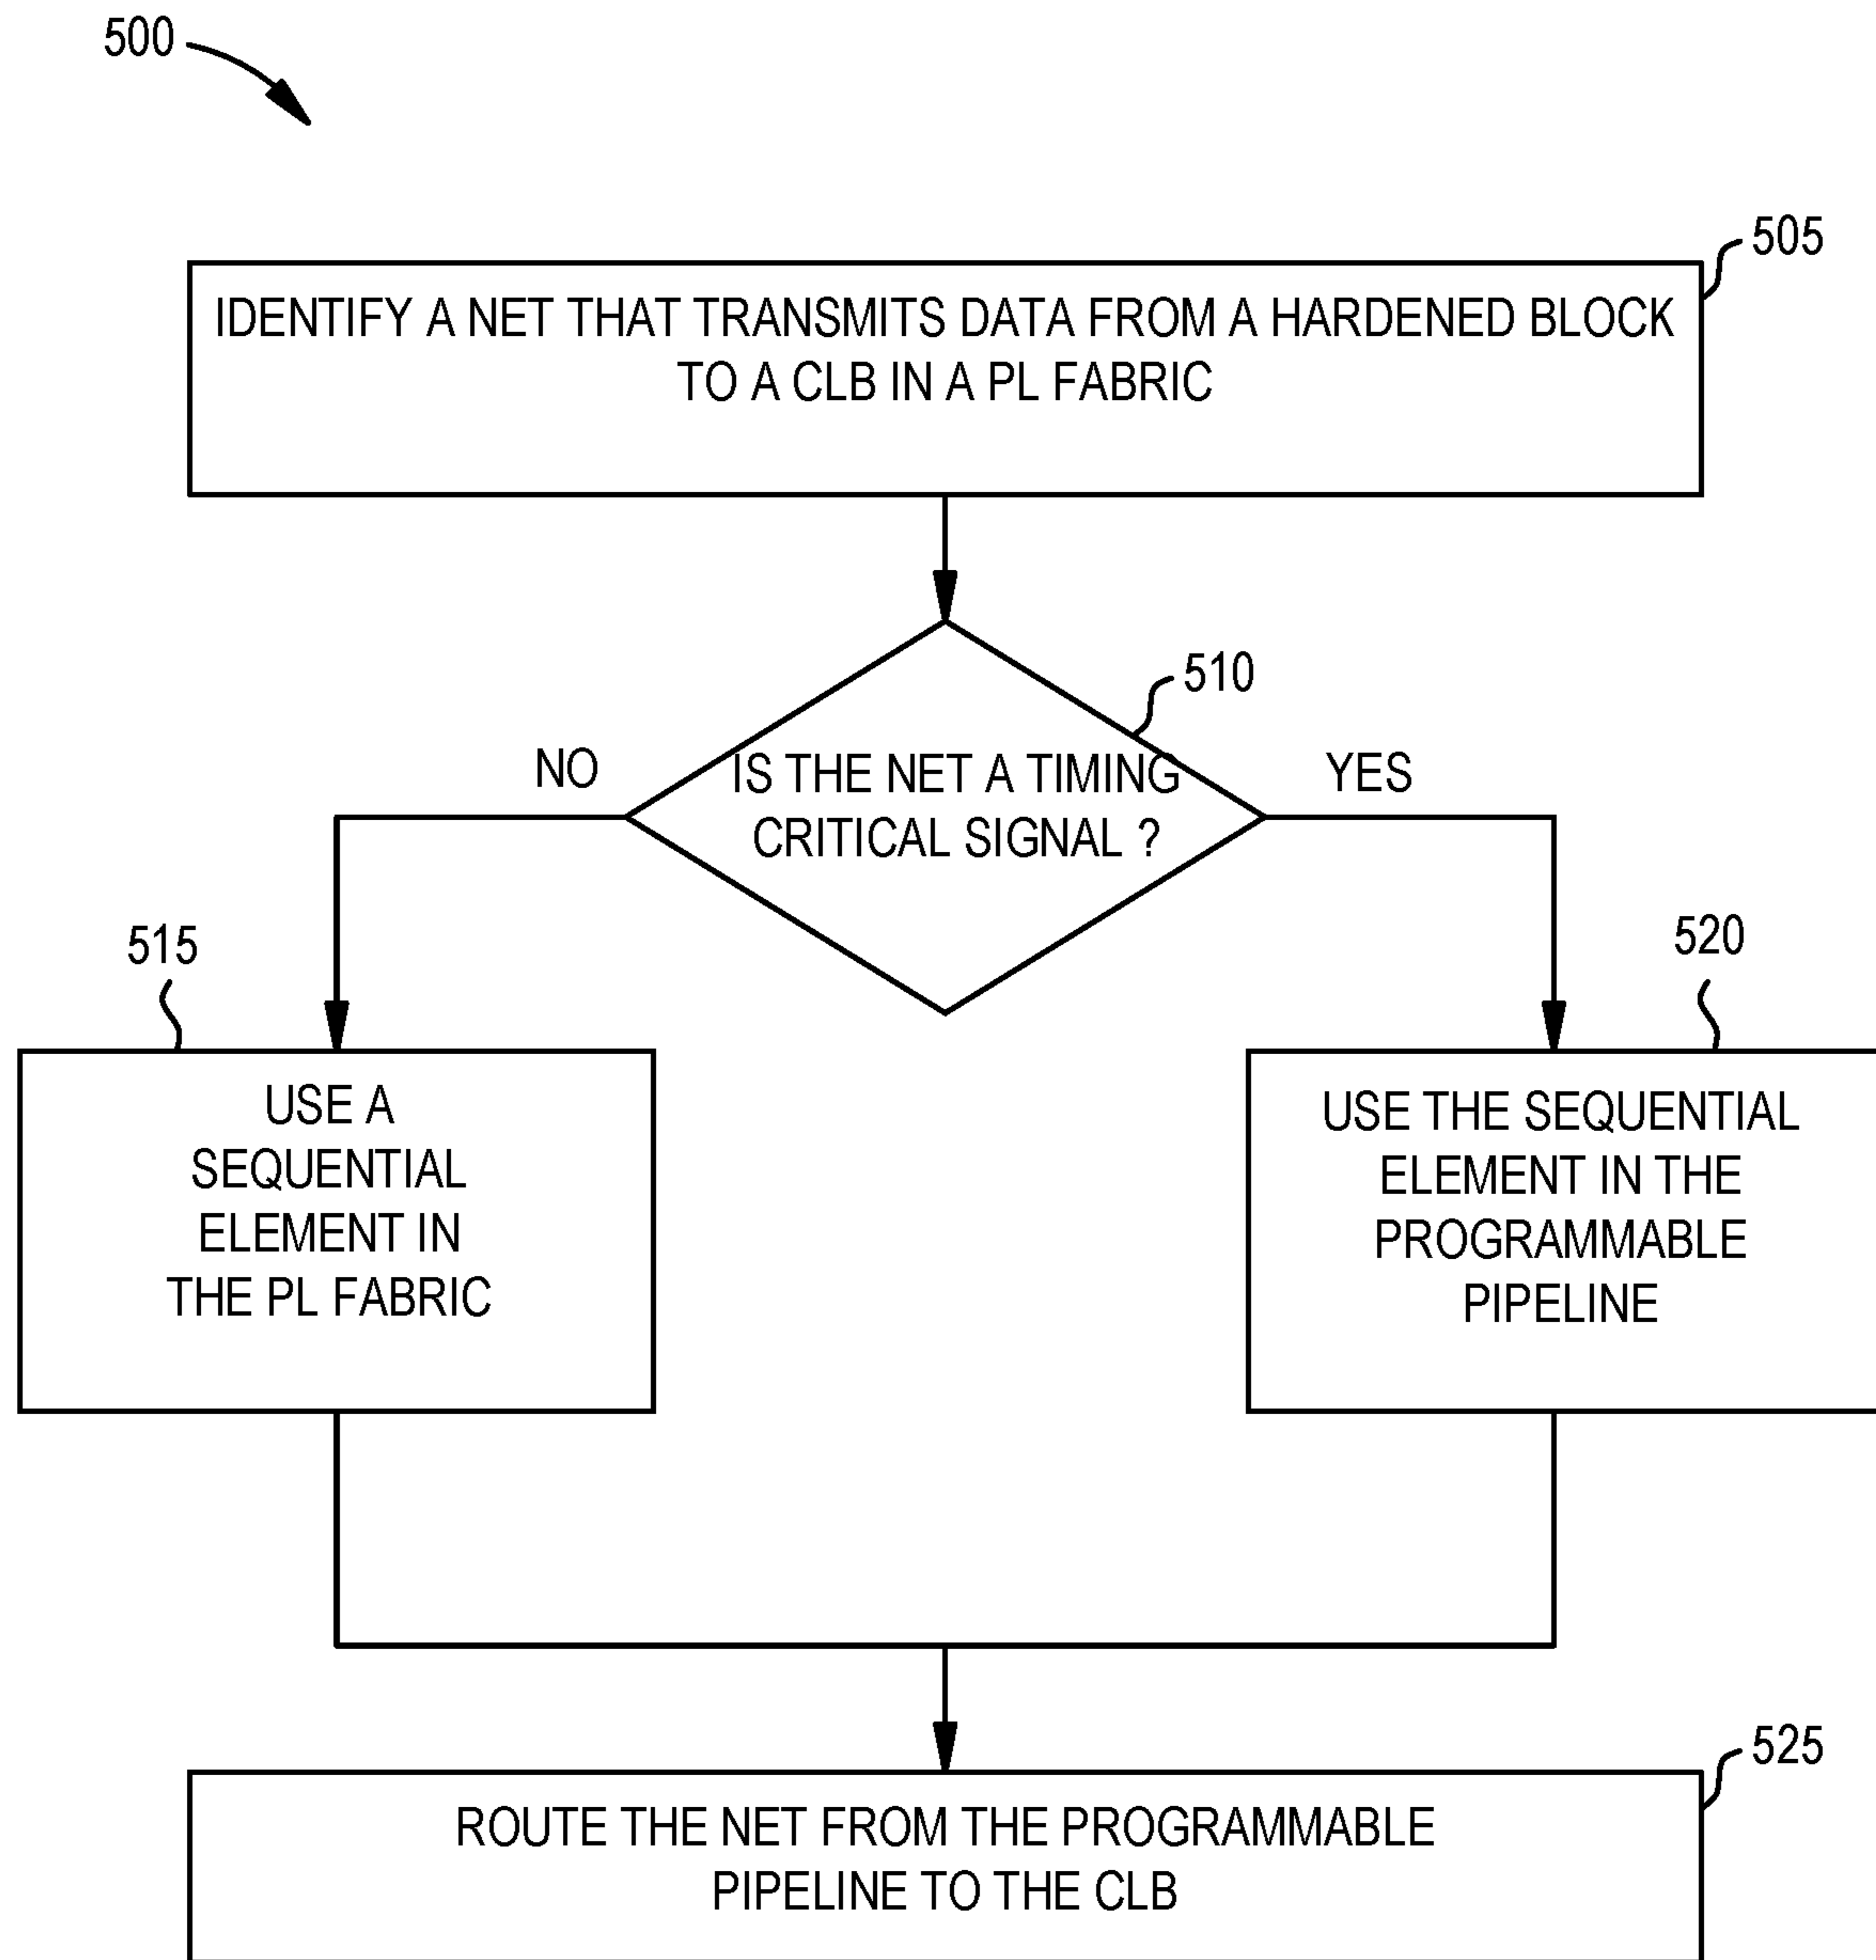 500
505
IDENTIFY A NET THAT TRANSMITS DATA FROM A HARDENED BLOCK
TO A CLB IN A PL FABRIC
510
NO
IS THE NET A TIMING
CRITICAL SIGNAL ?
YES
515
520
USE A
SEQUENTIAL
ELEMENT IN
THE PL FABRIC
USE THE SEQUENTIAL
ELEMENT IN THE
PROGRAMMABLE
PIPELINE
525
ROUTE THE NET FROM THE PROGRAMMABLE
PIPELINE TO THE CLB